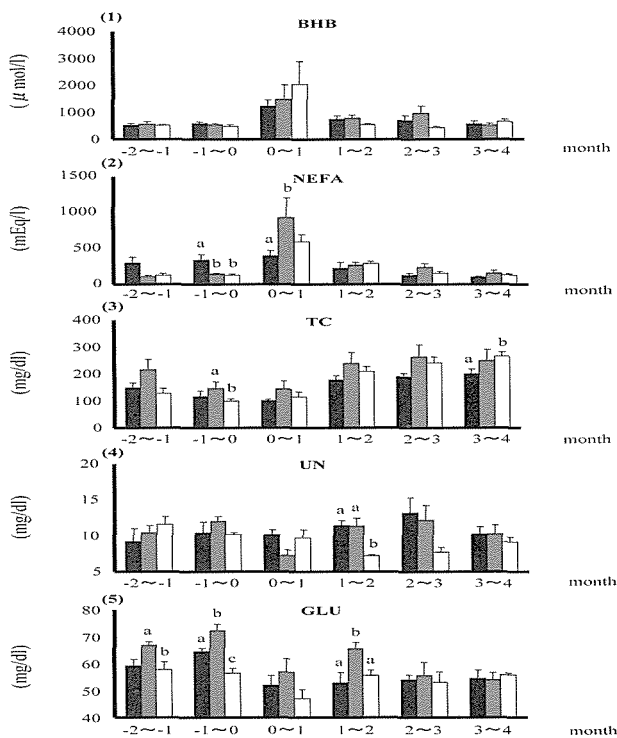 (1) BHB
(μ mol/l)
4000
3000
2000
1000
0
-2～-1 -1～0 0～1 1～2 2～3 3～4 month
(2) NEFA
(mEq/l)
1500
1000
500
0
a b b a b
-2～-1 -1～0 0～1 1～2 2～3 3～4 month
(3) TC
(mg/dl)
400
300
200
100
0
a b a b
-2～-1 -1～0 0～1 1～2 2～3 3～4 month
(4) UN
(mg/dl)
20
15
10
5
a a b
-2～-1 -1～0 0～1 1～2 2～3 3～4 month
(5) GLU
(mg/dl)
80
70
60
50
40
a b a b c a b a
-2～-1 -1～0 0～1 1～2 2～3 3～4 month